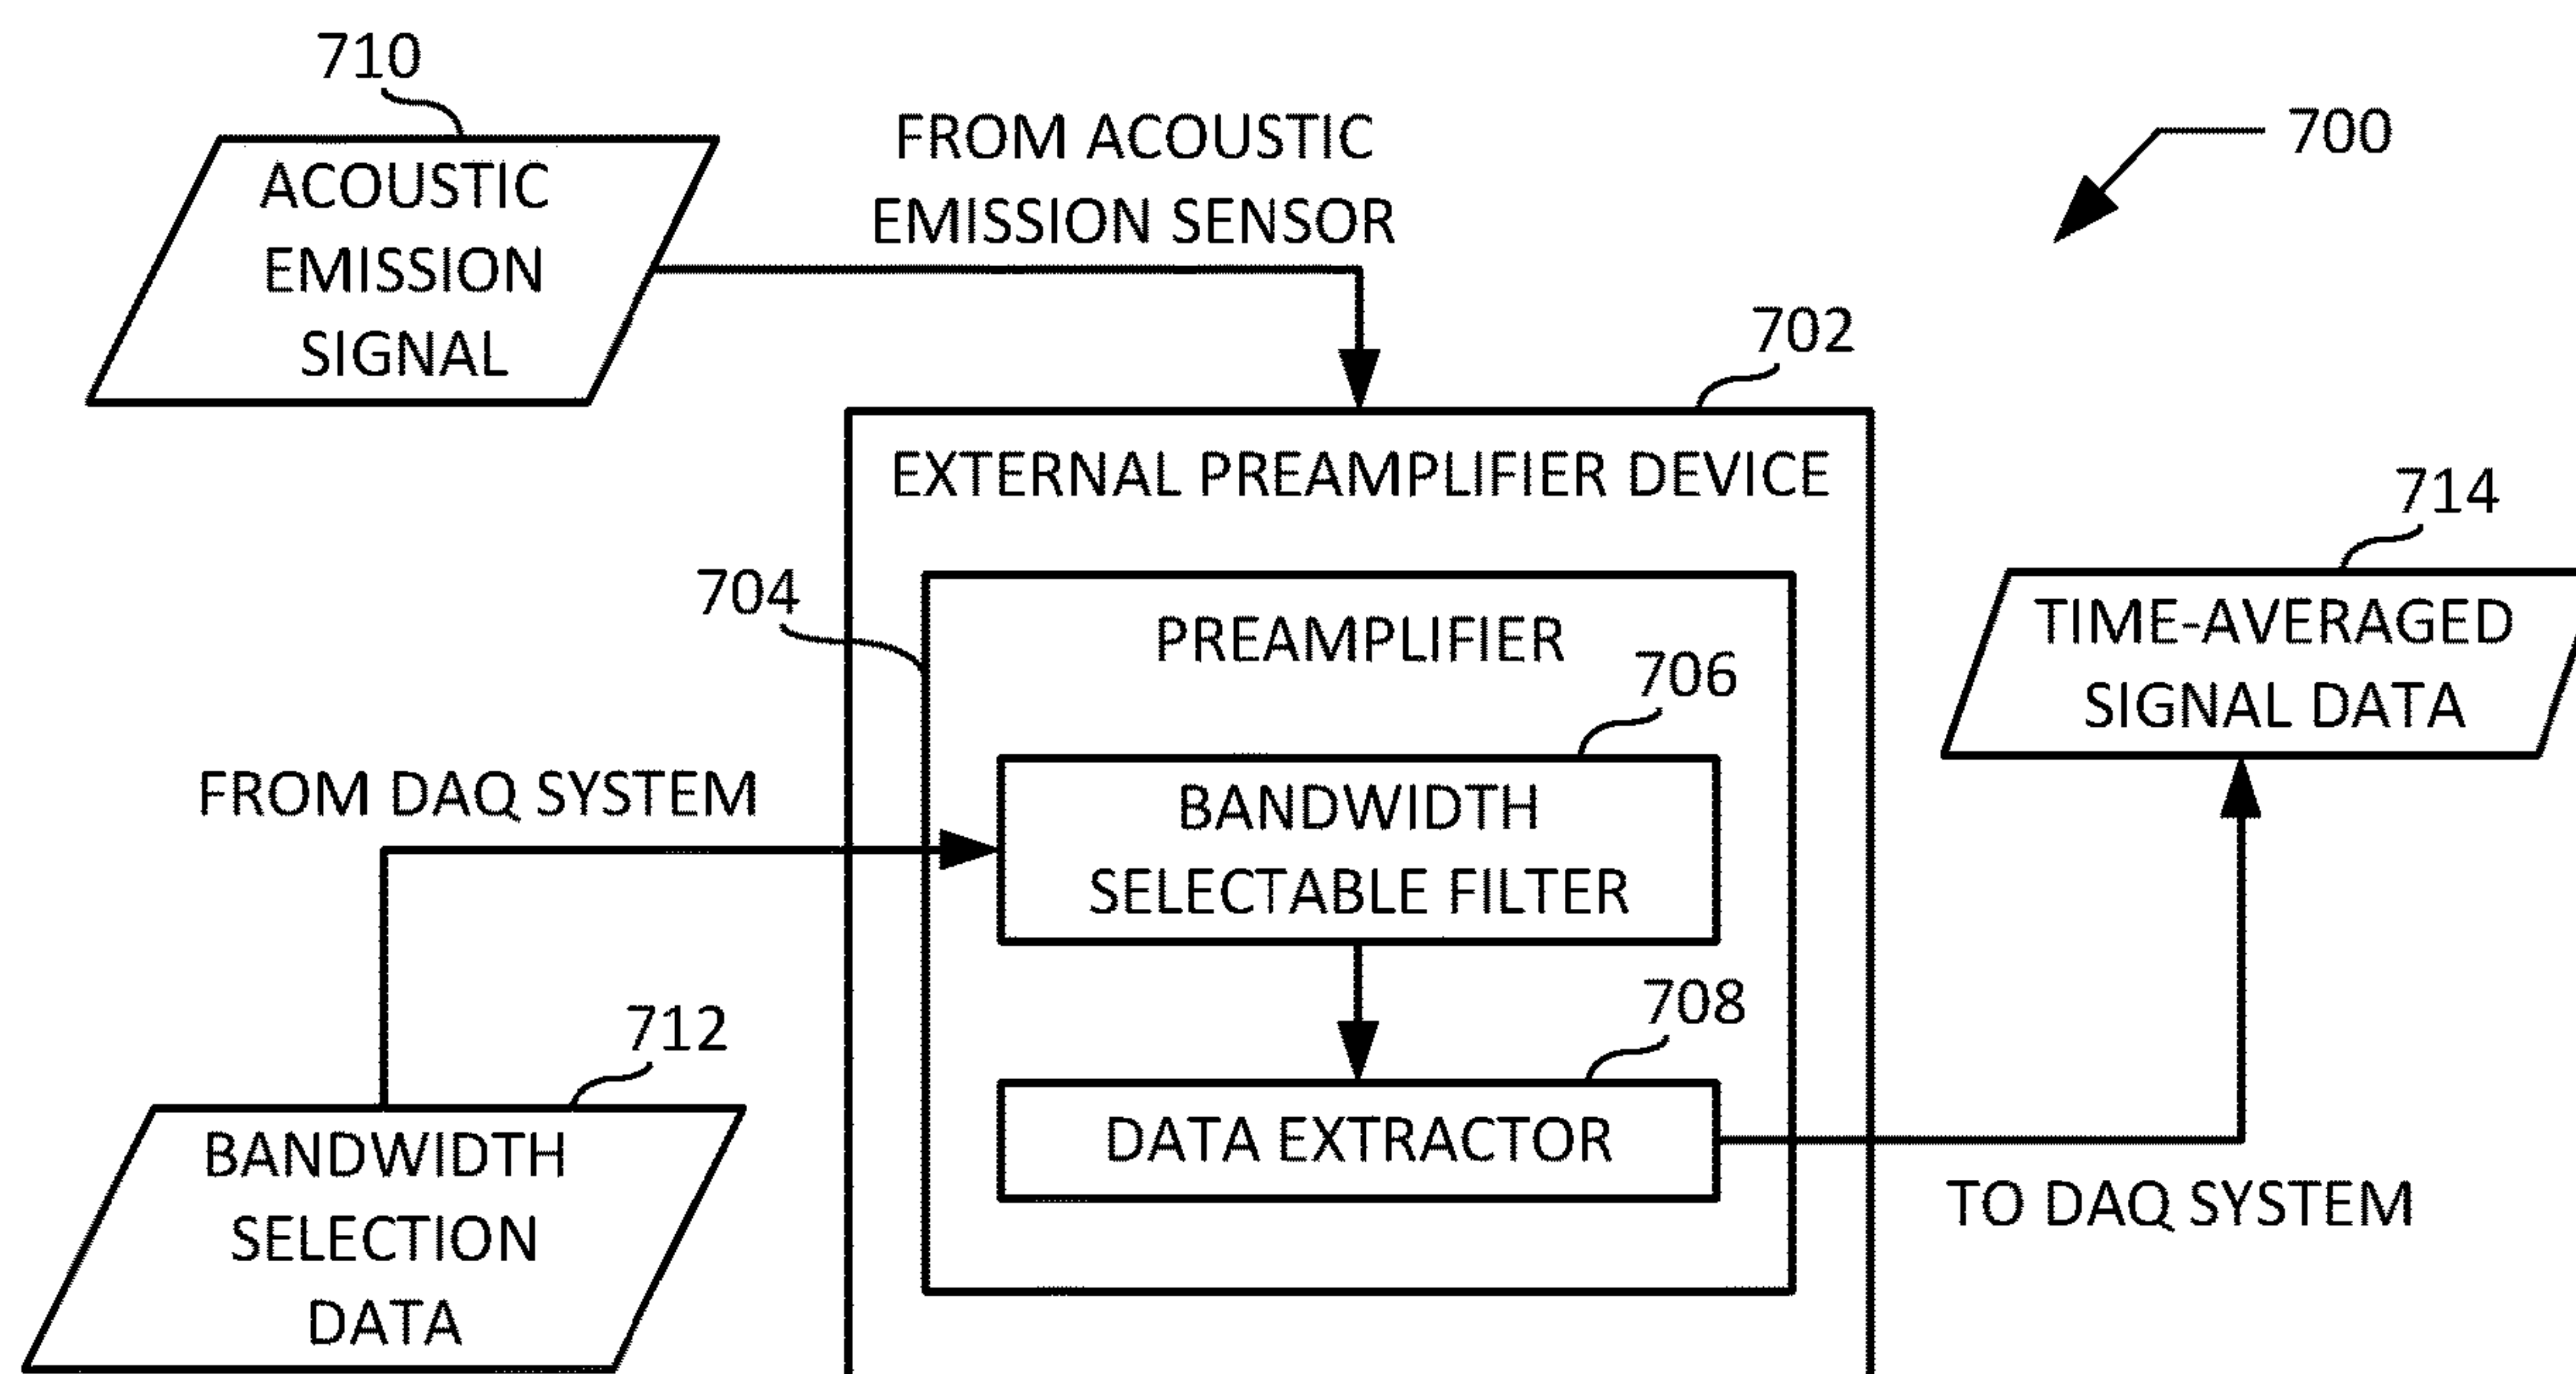 710
ACOUSTIC
EMISSION
SIGNAL
FROM ACOUSTIC
EMISSION SENSOR
700
702
EXTERNAL PREAMPLIFIER DEVICE
704
PREAMPLIFIER
714
TIME-AVERAGED
SIGNAL DATA
706
BANDWIDTH
SELECTABLE FILTER
FROM DAQ SYSTEM
708
DATA EXTRACTOR
TO DAQ SYSTEM
712
BANDWIDTH
SELECTION
DATA